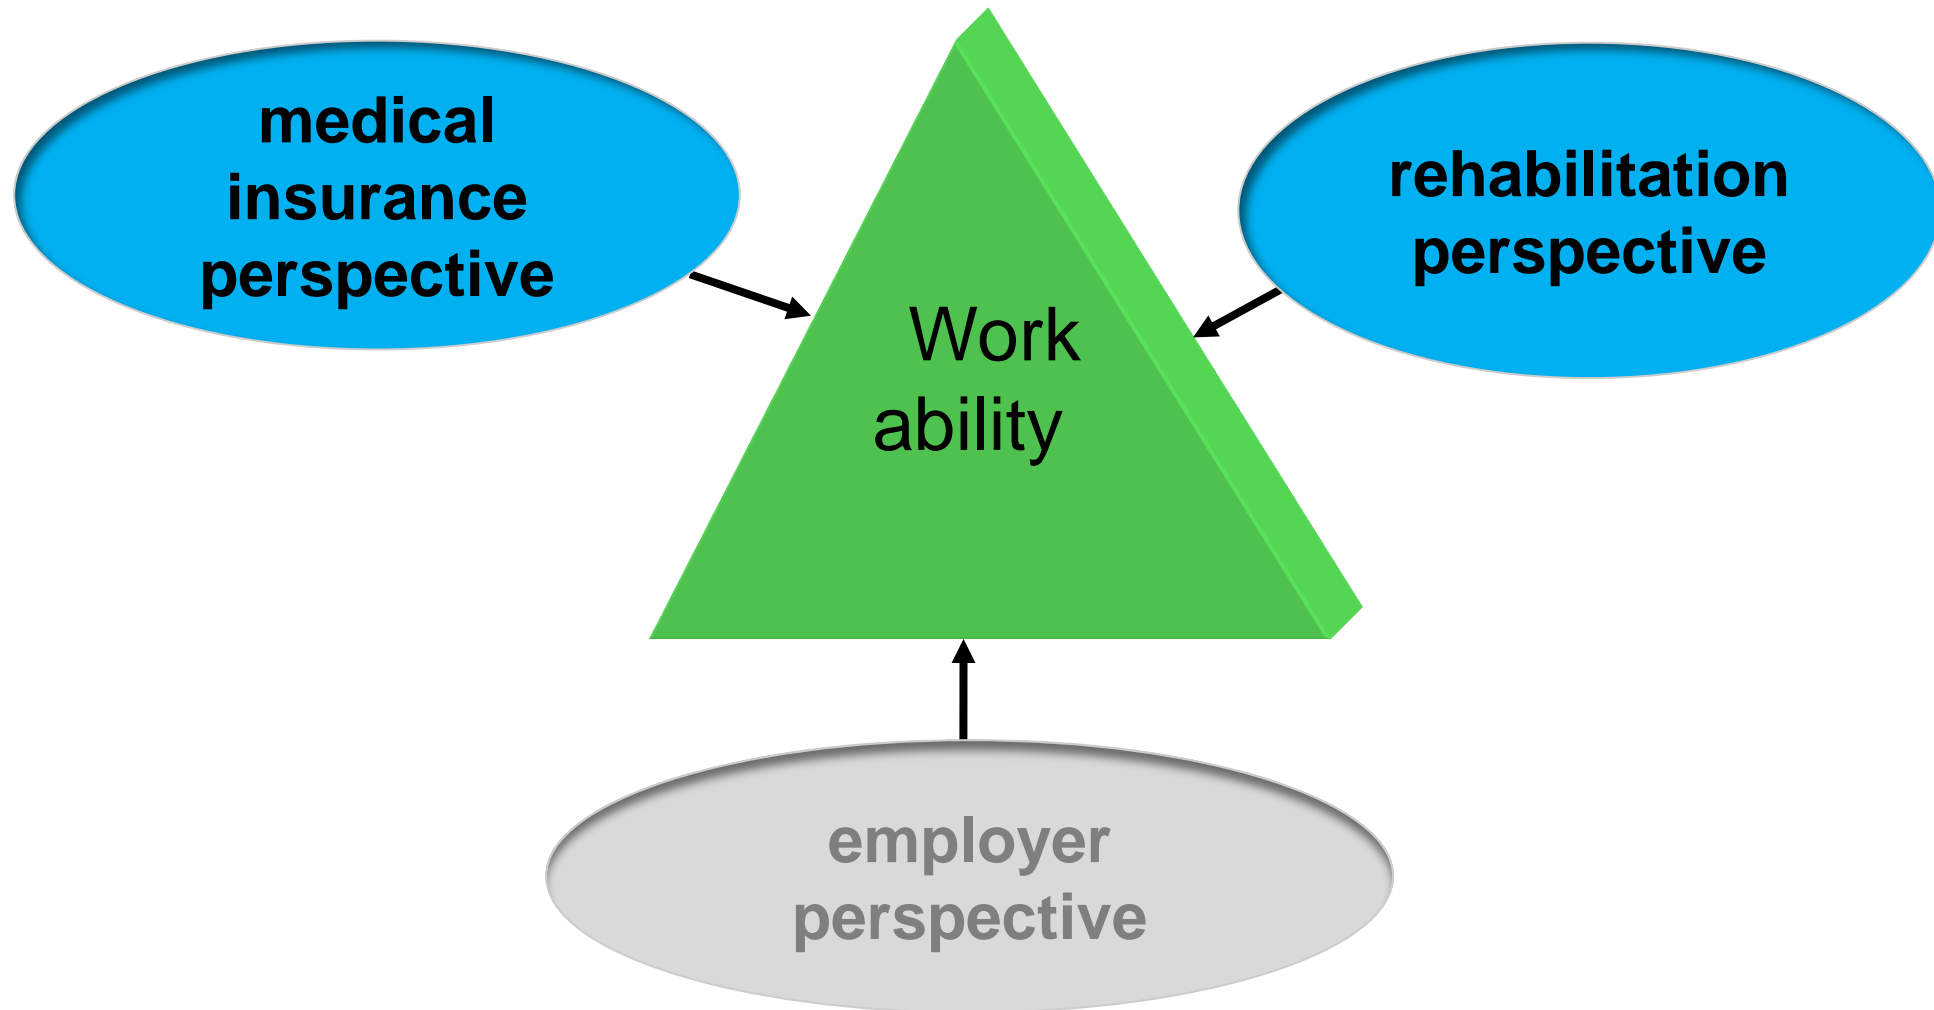 medical
insurance
perspective
rehabilitation
perspective
Work
ability
employer
perspective